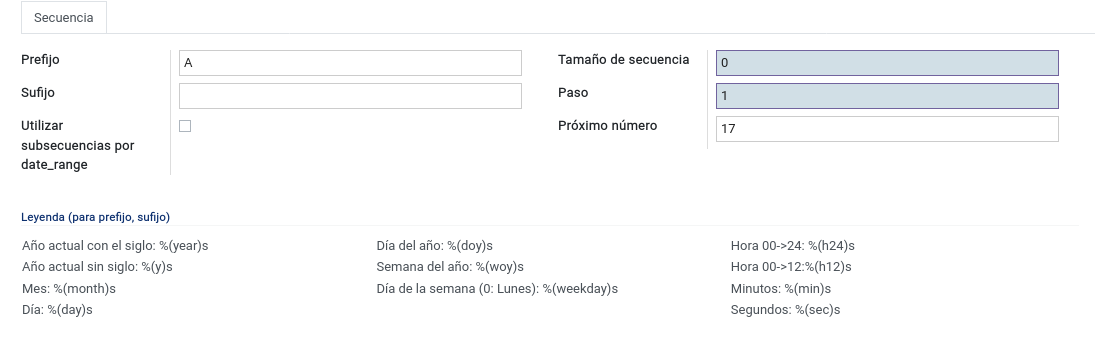 Secuencia
Prefijo
A
Sufijo
Utilizar
subsecuencias por
date_range
Tamaño de secuencia
0
Paso
1
Próximo número
17
Leyenda (para prefijo, sufijo)
Año actual con el siglo: %(year)s
Año actual sin siglo: %(y)s
Mes: %(month)s
Día: %(day)s
Día del año: %(doy)s
Semana del año: %(woy)s
Día de la semana (0: Lunes): %(weekday)s
Hora 00->24: %(h24)s
Hora 00->12:%(h12)s
Minutos: %(min)s
Segundos: %(sec)s